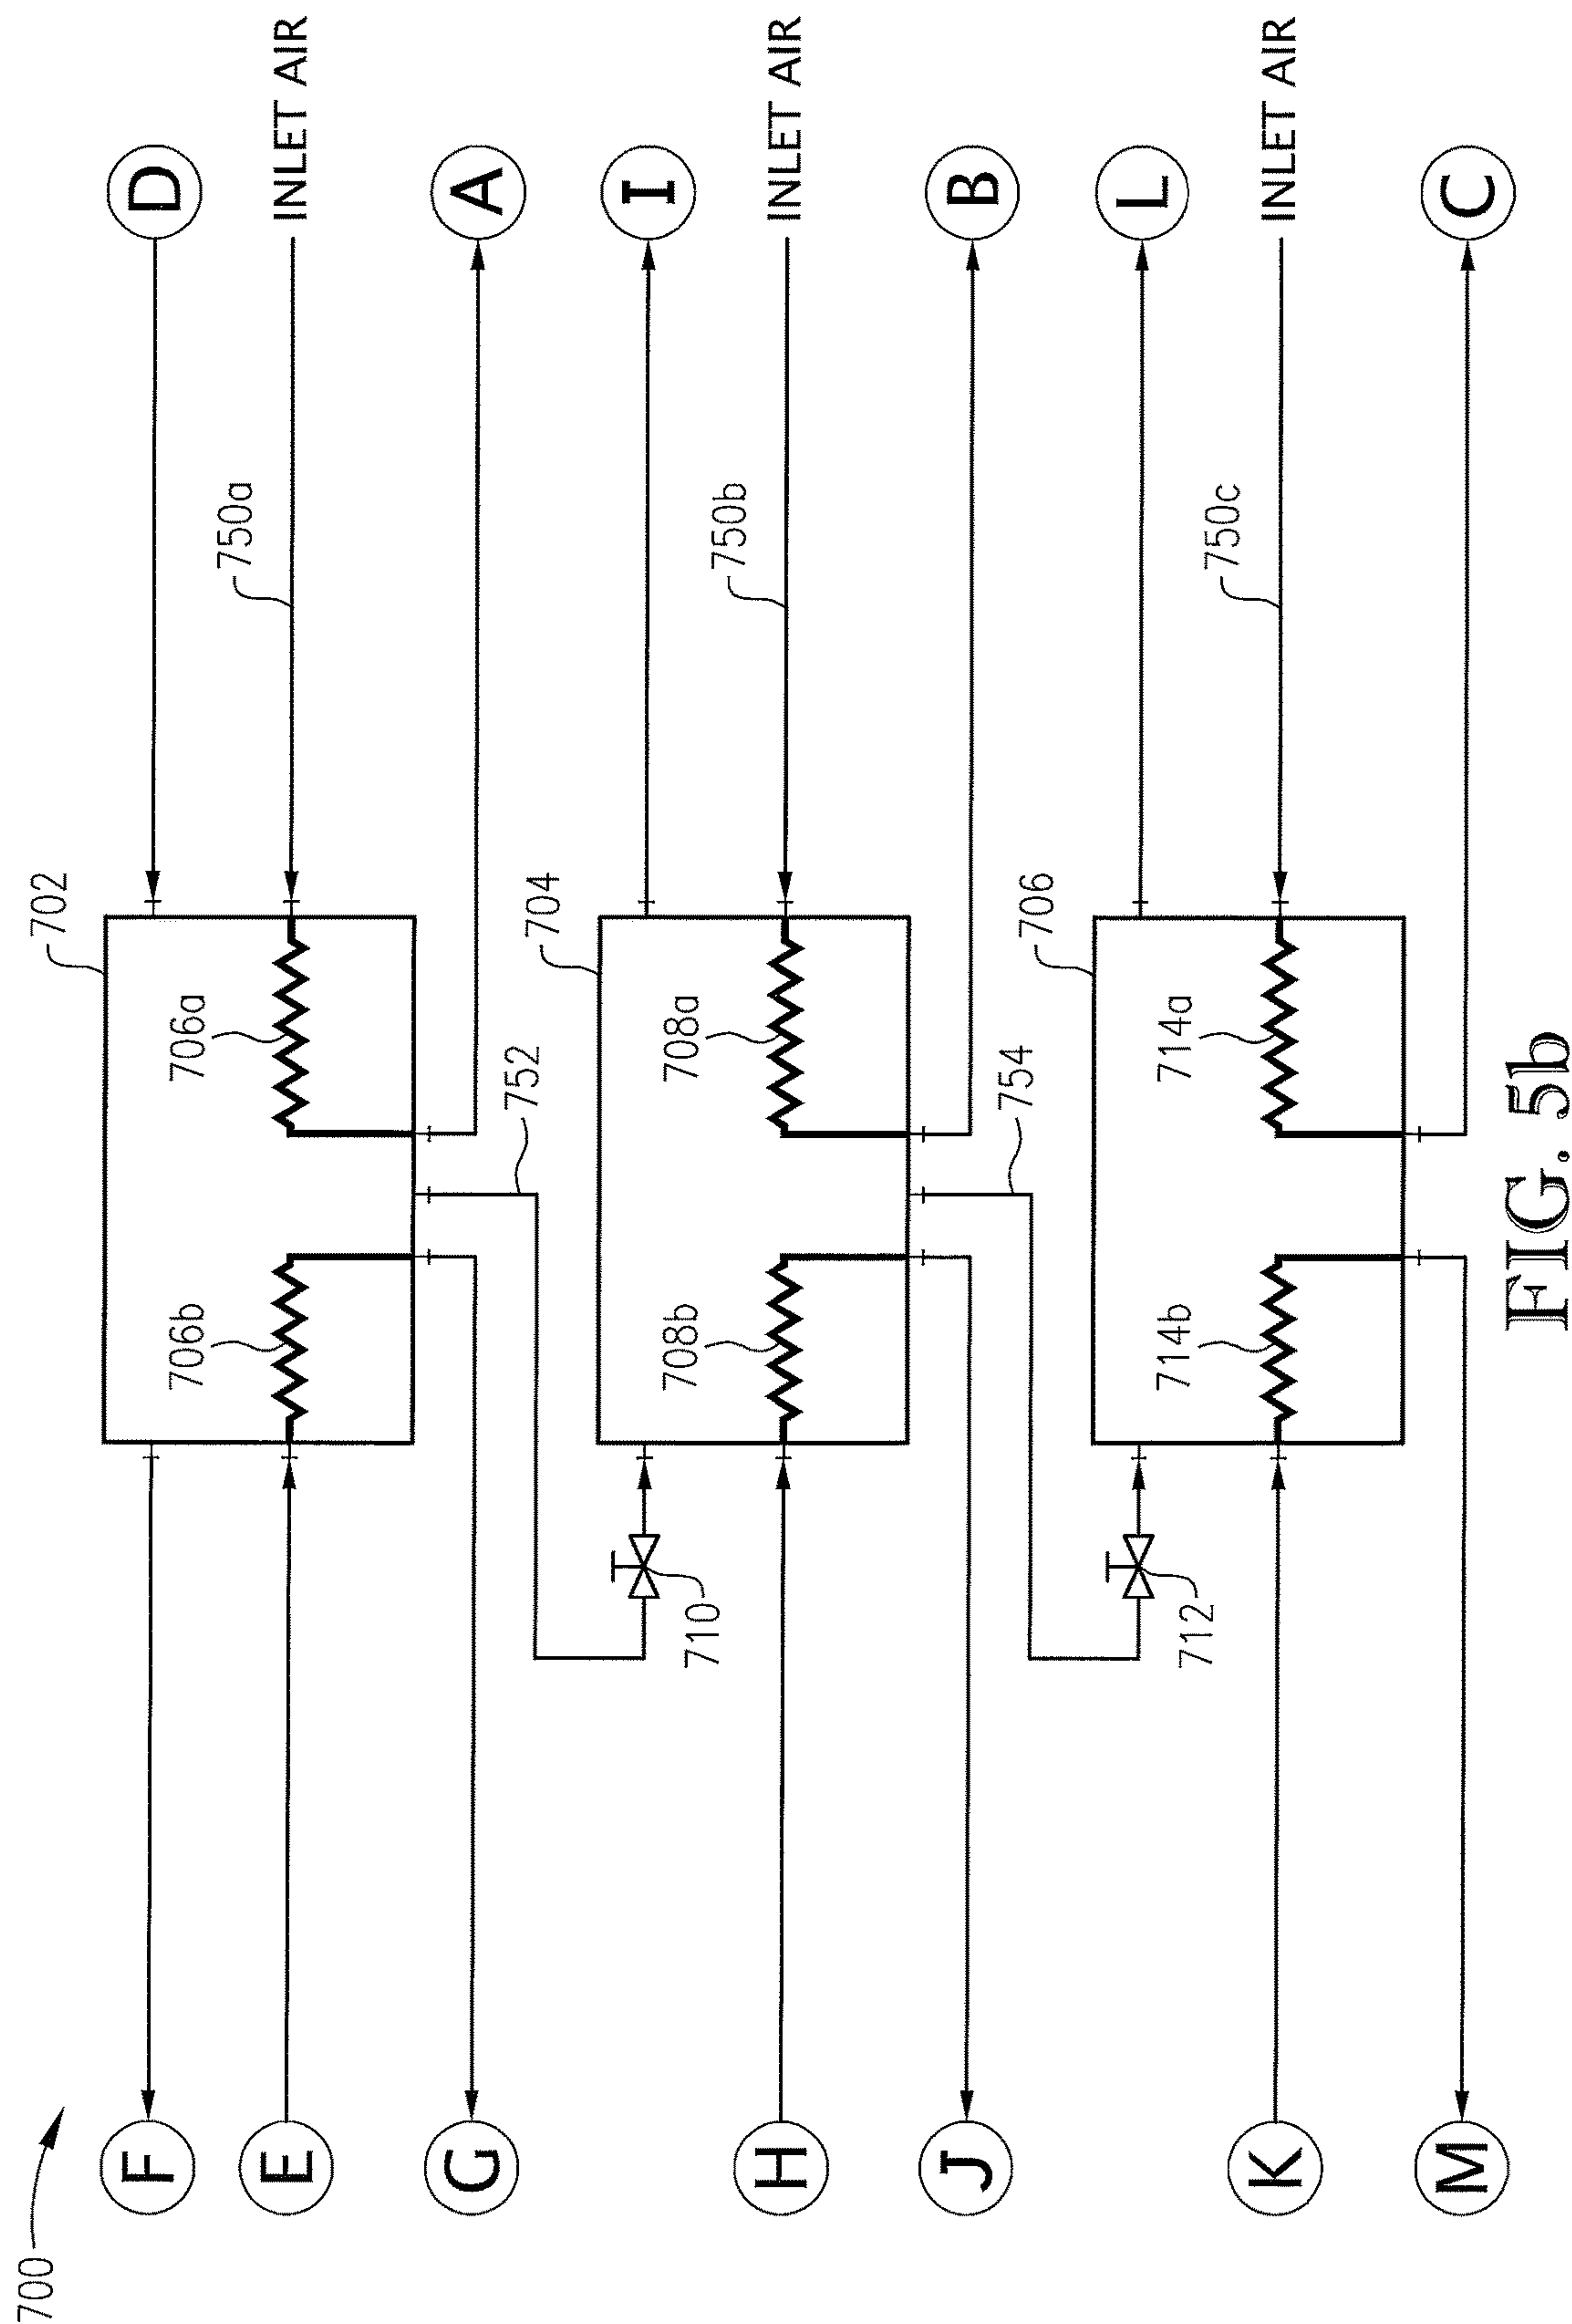 700
702
F
D
706b
706a
750a
E
INLET AIR
G
A
752
704
I
708b
708a
710
750b
H
INLET AIR
J
B
754
706
L
714b
714a
712
750c
K
INLET AIR
M
C
FIG. 5b